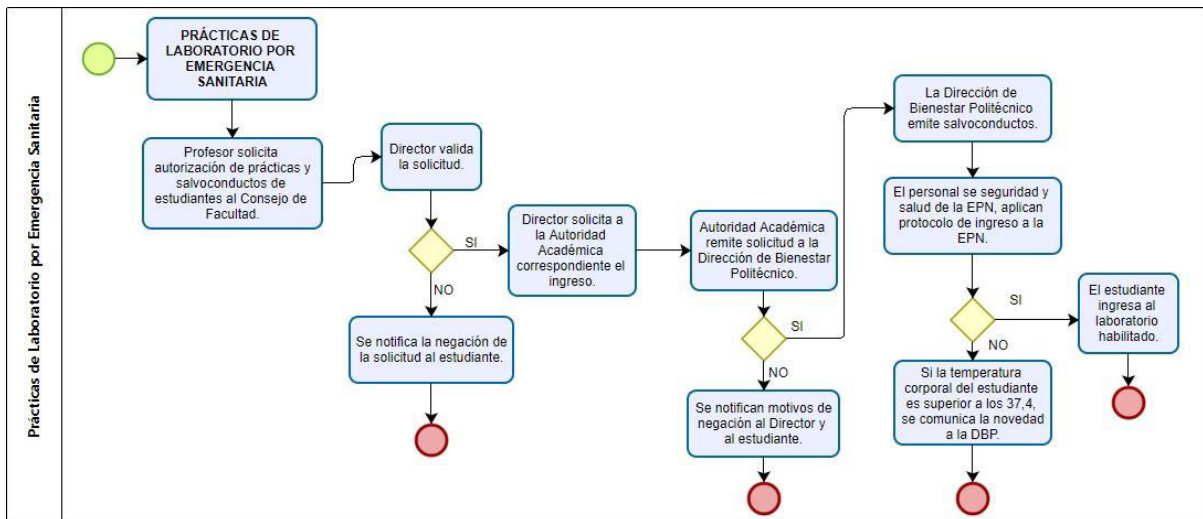 Prácticas de Laboratorio por Emergencia Sanitaria
PRÁCTICAS DE
LABORATORIO POR
EMERGENCIA
SANITARIA
Profesor solicita
autorización de prácticas y
salvoconductos de
estudiantes al Consejo de
Facultad.
Director valida
la solicitud.
SI
NO
Se notifica la negación de
la solicitud al estudiante.
Director solicita a
la Autoridad
Académica
correspondiente el
ingreso.
Autoridad Académica
remite solicitud a la
Dirección de Bienestar
Politécnico.
SI
NO
Se notifican motivos de
negación al Director y
al estudiante.
La Dirección de
Bienestar Politécnico
emite salvoconductos.
El personal se seguridad y
salud de la EPN, aplican
protocolo de ingreso a la
EPN.
SI
NO
El estudiante
ingresa al
laboratorio
habilitado.
Si la temperatura
corporal del estudiante
es superior a los 37,4,
se comunica la novedad
a la DBP.